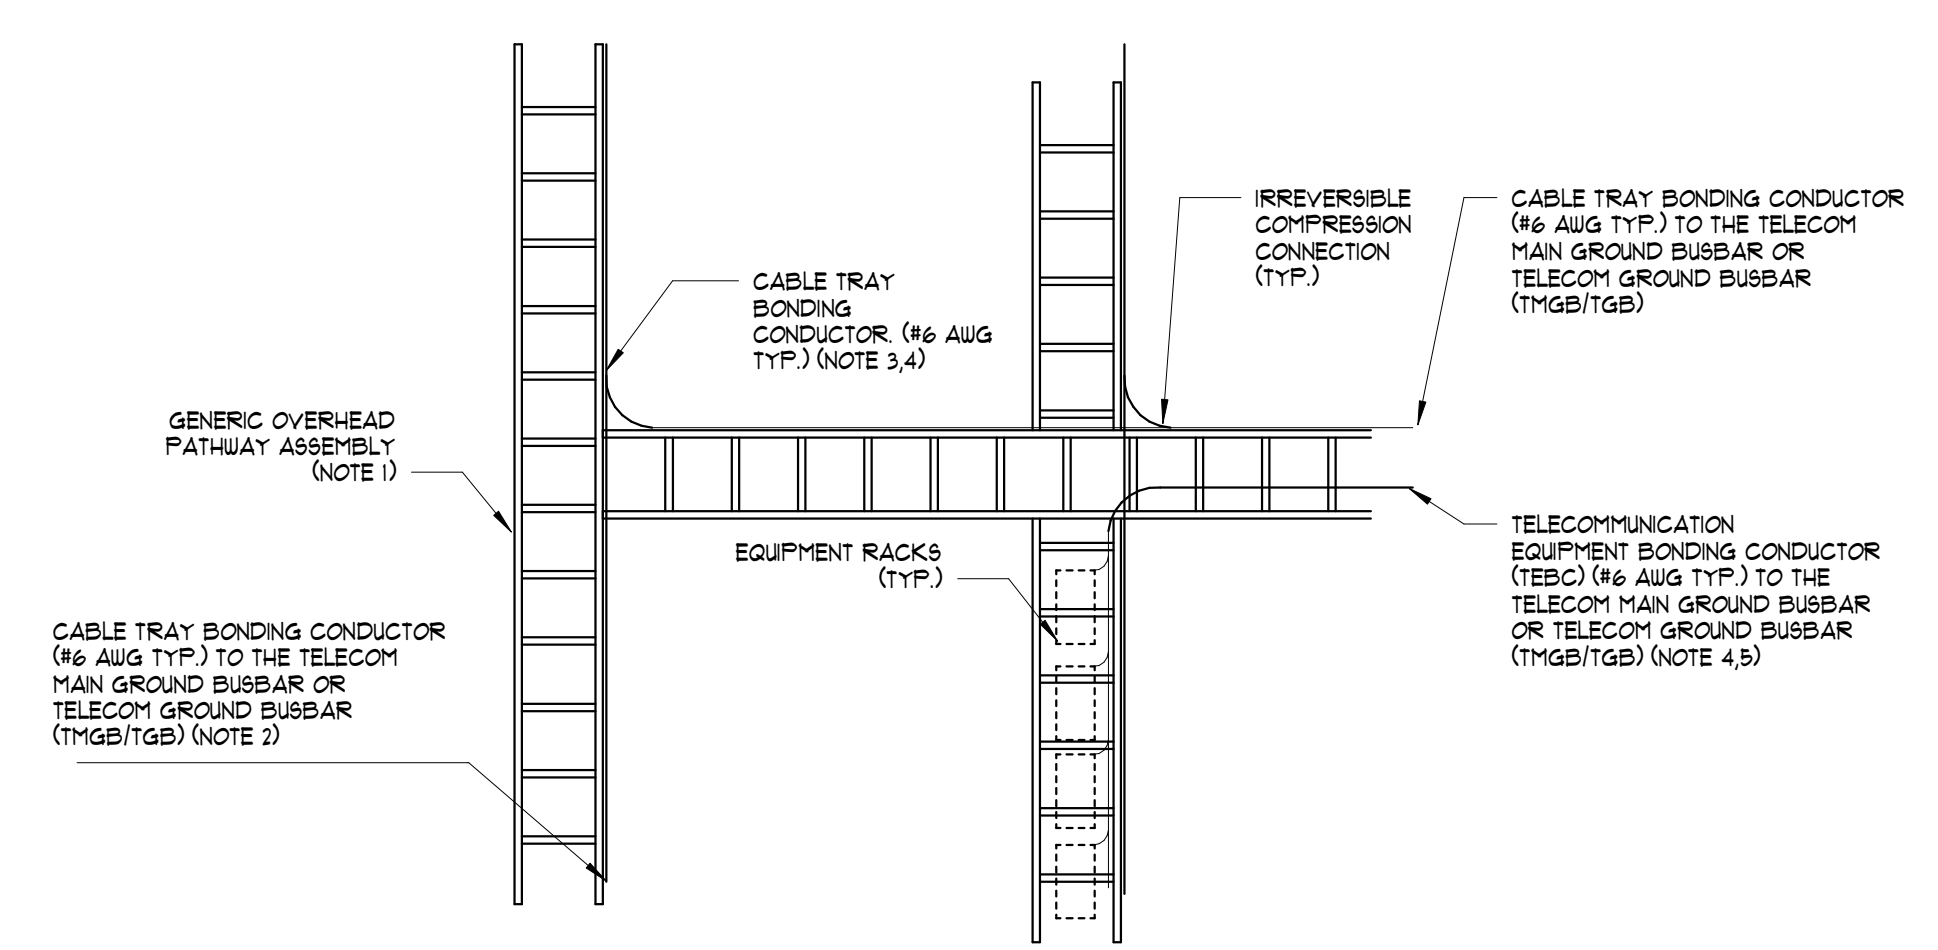 IRREVERSIBLE
COMPRESSION
CONNECTION
(TYP.)
CABLE TRAY BONDING CONDUCTOR
(#6 AWG TYP.) TO THE TELECOM
MAIN GROUND BUSBAR OR
TELECOM GROUND BUSBAR
(TMGB/TGB)
CABLE TRAY
BONDING
CONDUCTOR. (#6 AWG
TYP.) (NOTE 3,4)
GENERIC OVERHEAD
PATHWAY ASSEMBLY
(NOTE 1)
EQUIPMENT RACKS
(TYP.)
TELECOMMUNICATION
EQUIPMENT BONDING CONDUCTOR
(TEBC) (#6 AWG TYP.) TO THE
TELECOM MAIN GROUND BUSBAR
OR TELECOM GROUND BUSBAR
(TMGB/TGB) (NOTE 4,5)
CABLE TRAY BONDING CONDUCTOR
(#6 AWG TYP.) TO THE TELECOM
MAIN GROUND BUSBAR OR
TELECOM GROUND BUSBAR
(TMGB/TGB) (NOTE 2)